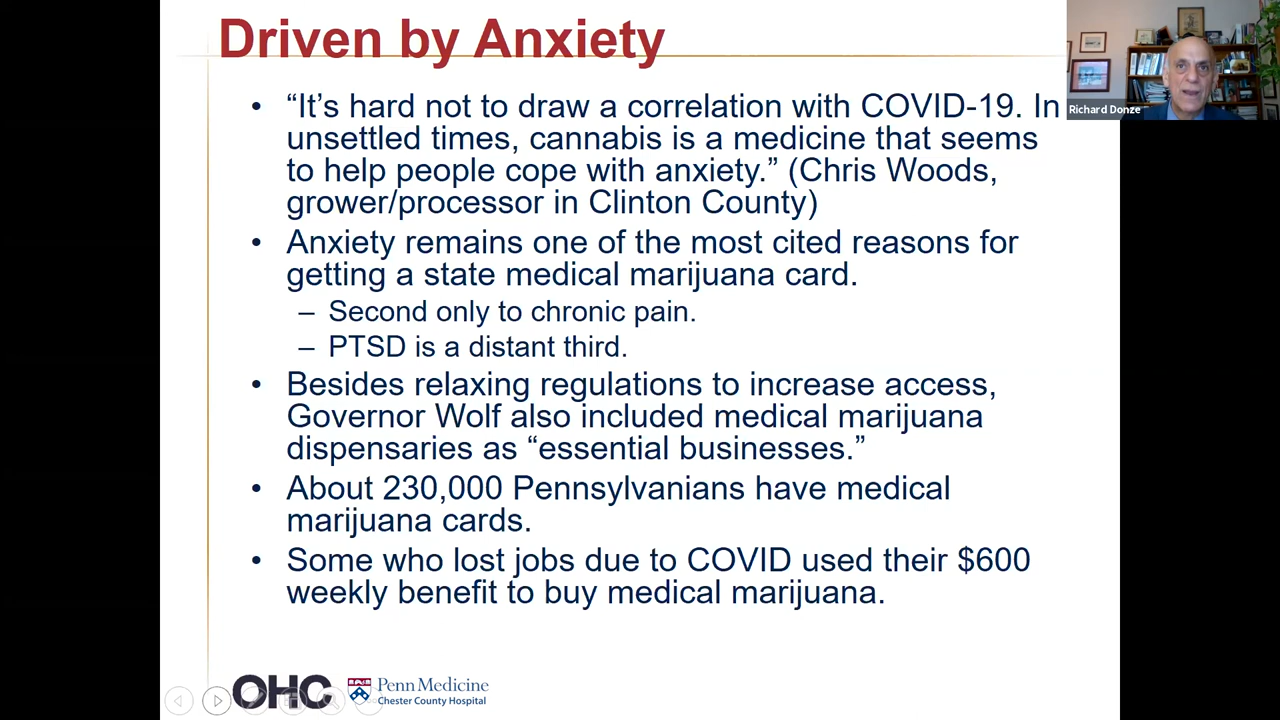 Driven by Anxiety
• “It’s hard not to draw a correlation with COVID-19. In
unsettled times, cannabis is a medicine that seems
to help people cope with anxiety.” (Chris Woods,
grower/processor in Clinton County)
• Anxiety remains one of the most cited reasons for
getting a state medical marijuana card.
– Second only to chronic pain.
– PTSD is a distant third.
• Besides relaxing regulations to increase access,
Governor Wolf also included medical marijuana
dispensaries as “essential businesses.”
• About 230,000 Pennsylvanians have medical
marijuana cards.
• Some who lost jobs due to COVID used their $600
weekly benefit to buy medical marijuana.
OHC
Penn Medicine
Chester County Hospital
Richard Donze